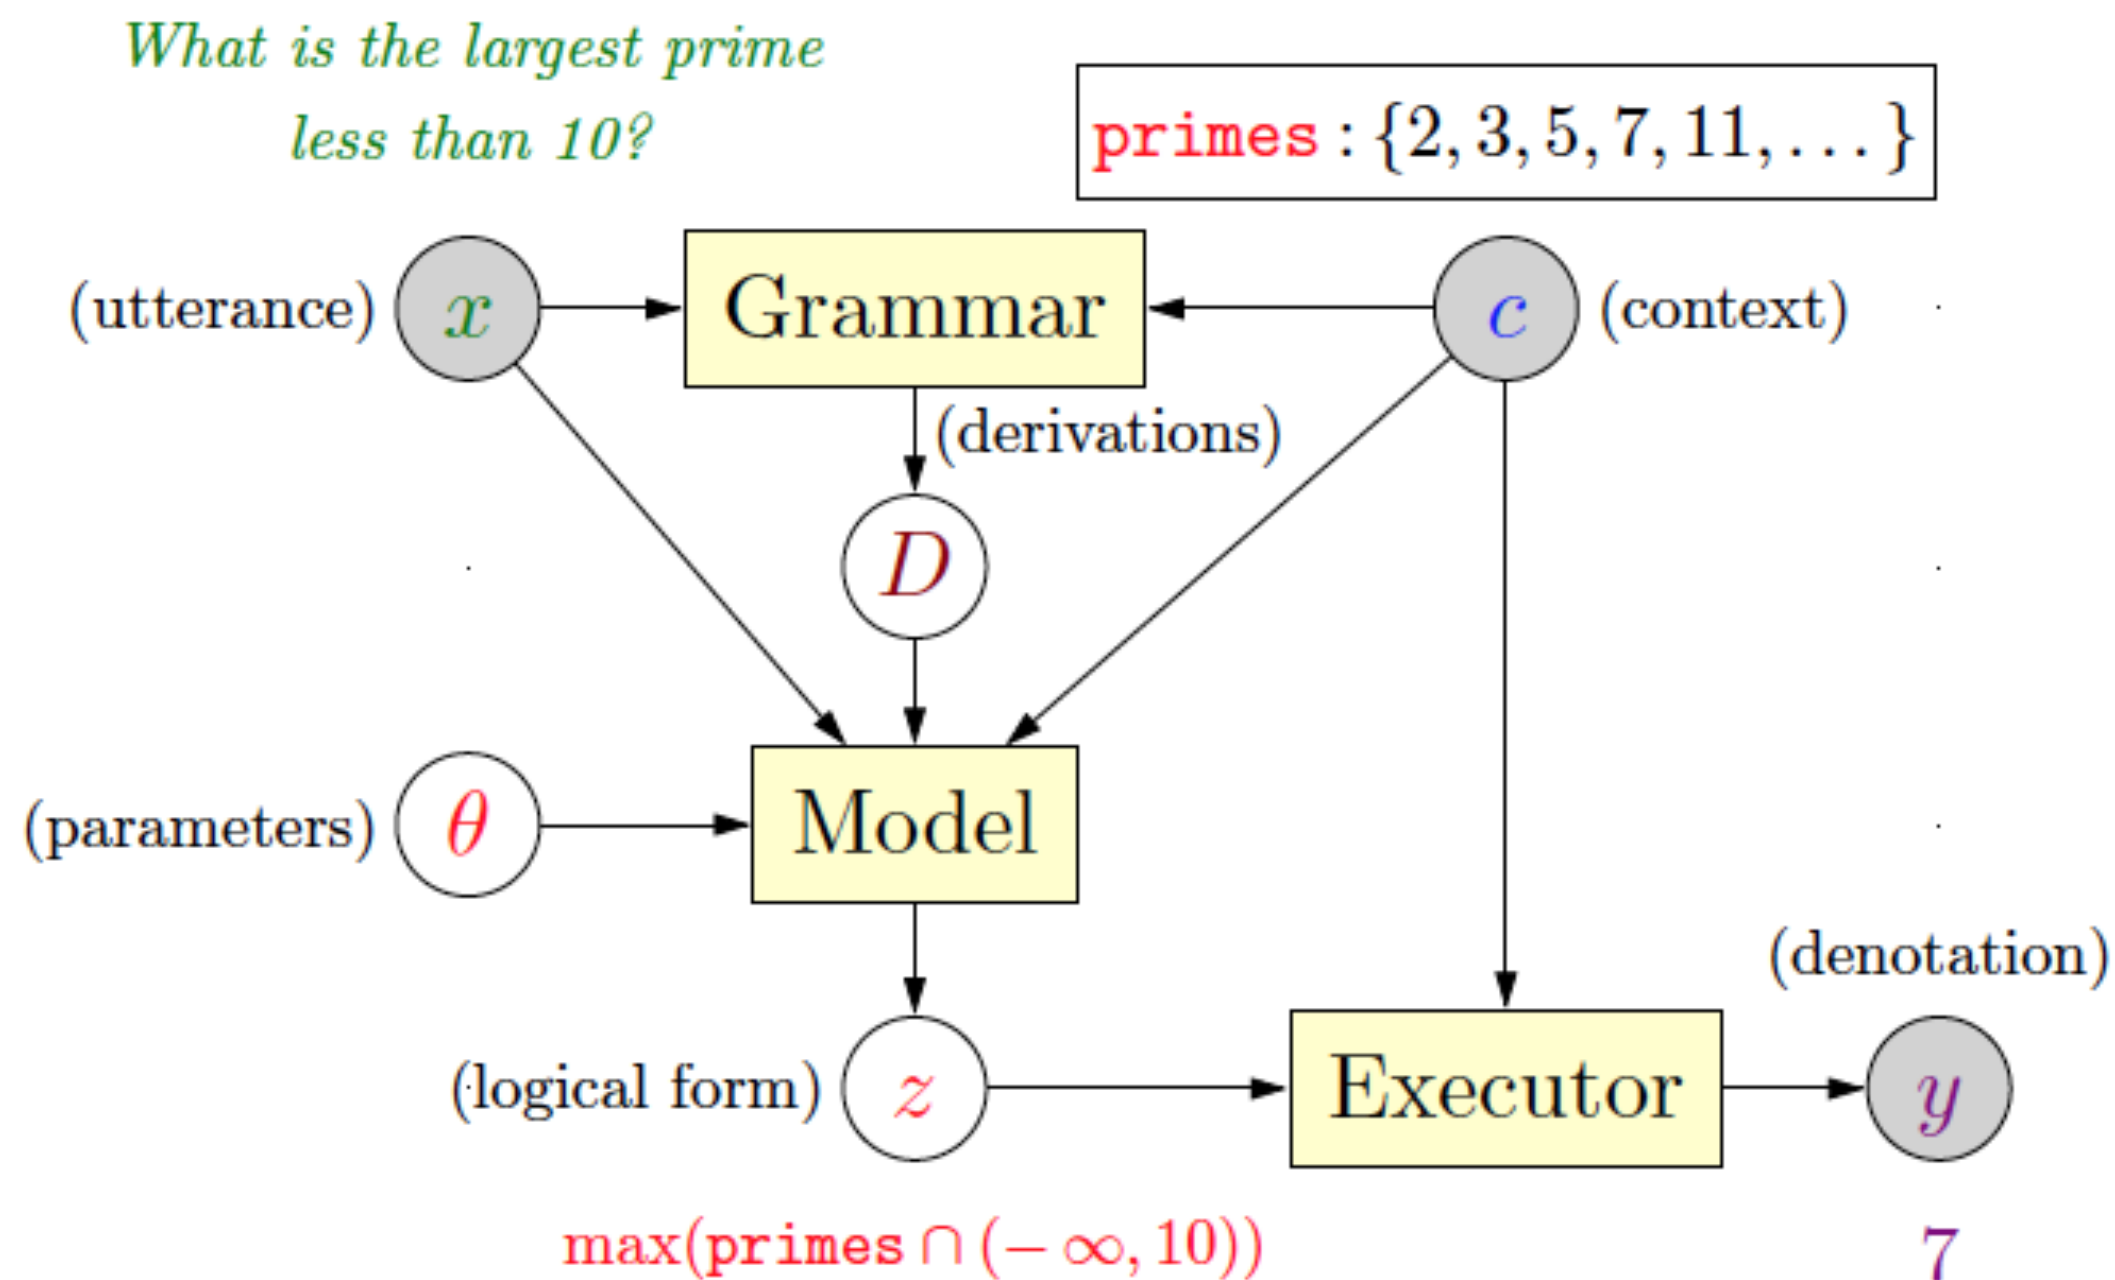 What is the largest prime
less than 10?
primes : {2, 3, 5, 7, 11, . . . }
(utterance) x Grammar c (context)
(derivations)
D
(parameters) θ Model
(denotation)
(logical form) z Executor y
max(primes ∩ (− ∞, 10)) 7